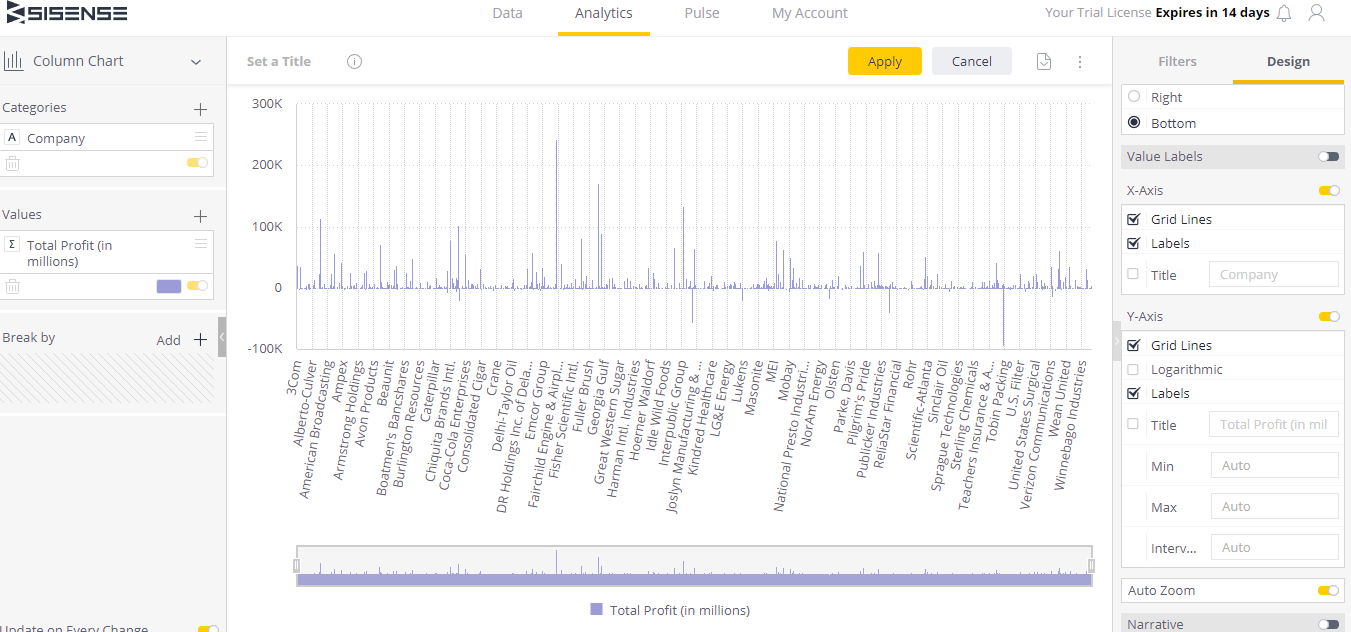 SISENSE
Data
Analytics
Pulse
My Account
Your Trial License Expires in 14 days
Column Chart
Categories
A Company
Values
Σ Total Profit (in
millions)
Break by
Add
Update on Every Change
Set a Title
Apply
Cancel
300K
200K
100K
0
-100K
3Com
Alberto-Culver
American Broadcasting
Ampex
Armstrong Holdings
Avon Products
Beaunit
Boatmen's Bancshares
Burlington Resources
Caterpillar
Chiquita Brands Intl.
Coca-Cola Enterprises
Consolidated Cigar
Crane
Delhi-Taylor Oil
DR Holdings Inc. of Dela...
Emcor Group
Fairchild Engine & Airpl...
Fisher Scientific Intl.
Fuller Brush
Georgia Gulf
Great Western Sugar
Harman Intl. Industries
Hoerner Waldorf
Idle Wild Foods
Interpublic Group
Joslyn Manufacturing & ...
Kindred Healthcare
LG&E Energy
Lukens
Masonite
MEI
Mobay
National Presto Industri...
NorAm Energy
Olsten
Parke, Davis
Pilgrim's Pride
Publicker Industries
ReliaStar Financial
Rohr
Scientific-Atlanta
Sinclair Oil
Sprague Technologies
Sterling Chemicals
Teachers Insurance & A...
Tobin Packing
U.S. Filter
United States Surgical
Verizon Communications
Wean United
Winnebago Industries
Total Profit (in millions)
Filters
Design
Right
Bottom
Value Labels
X-Axis
Grid Lines
Labels
Title Company
Y-Axis
Grid Lines
Logarithmic
Labels
Title Total Profit (in mil
Min Auto
Max Auto
Interv... Auto
Auto Zoom
Narrative